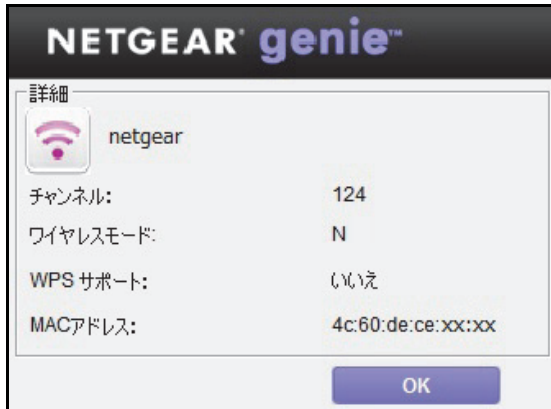 NETGEAR® genie™
詳細
netgear
チャンネル: 124
ワイヤレスモード: N
WPS サポート: いいえ
MACアドレス: 4c:60:de:ce:xx:xx
OK